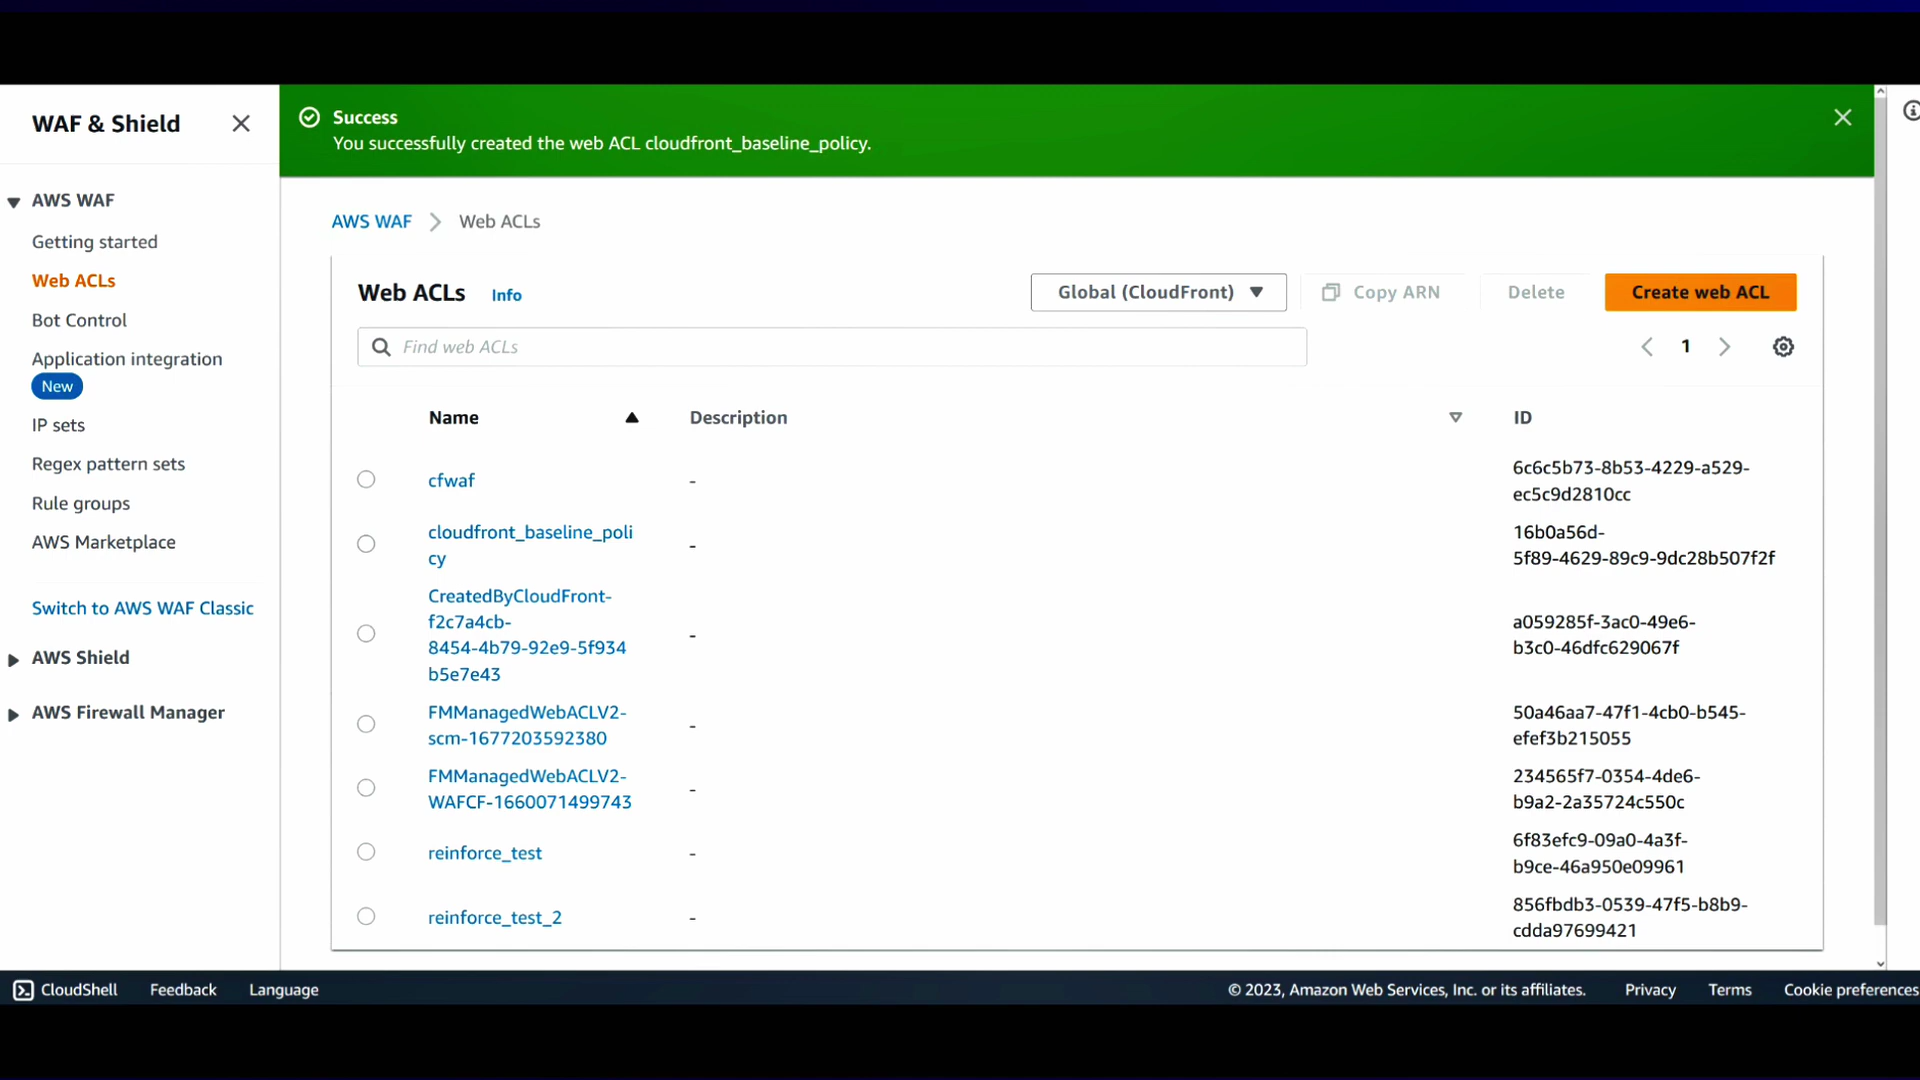 WAF & Shield
AWS WAF
Getting started
Web ACLs
Bot Control
Application integration
New
IP sets
Regex pattern sets
Rule groups
AWS Marketplace
Switch to AWS WAF Classic
AWS Shield
AWS Firewall Manager
Success
You successfully created the web ACL cloudfront_baseline_policy.
AWS WAF Web ACLs
Web ACLs Info Global (CloudFront) Copy ARN Delete Create web ACL
Find web ACLs 1
Name Description ID
cfwaf - 6c6c5b73-8b53-4229-a529-
ec5c9d2810cc
cloudfront_baseline_poli
cy
-
16b0a56d-
5f89-4629-89c9-9dc28b507f2f
CreatedByCloudFront-
f2c7a4cb-
8454-4b79-92e9-5f934
b5e7e43
-
a059285f-3ac0-49e6-
b3c0-46dfc629067f
FMManagedWebACLV2-
scm-1677203592380
-
50a46aa7-47f1-4cb0-b545-
efef3b215055
FMManagedWebACLV2-
WAFCF-1660071499743
-
234565f7-0354-4de6-
b9a2-2a35724c550c
reinforce_test - 6f83efc9-09a0-4a3f-
b9ce-46a950e09961
reinforce_test_2 - 856fbdb3-0539-47f5-b8b9-
cdda97699421
CloudShell Feedback Language © 2023, Amazon Web Services, Inc. or its affiliates. Privacy Terms Cookie preferences